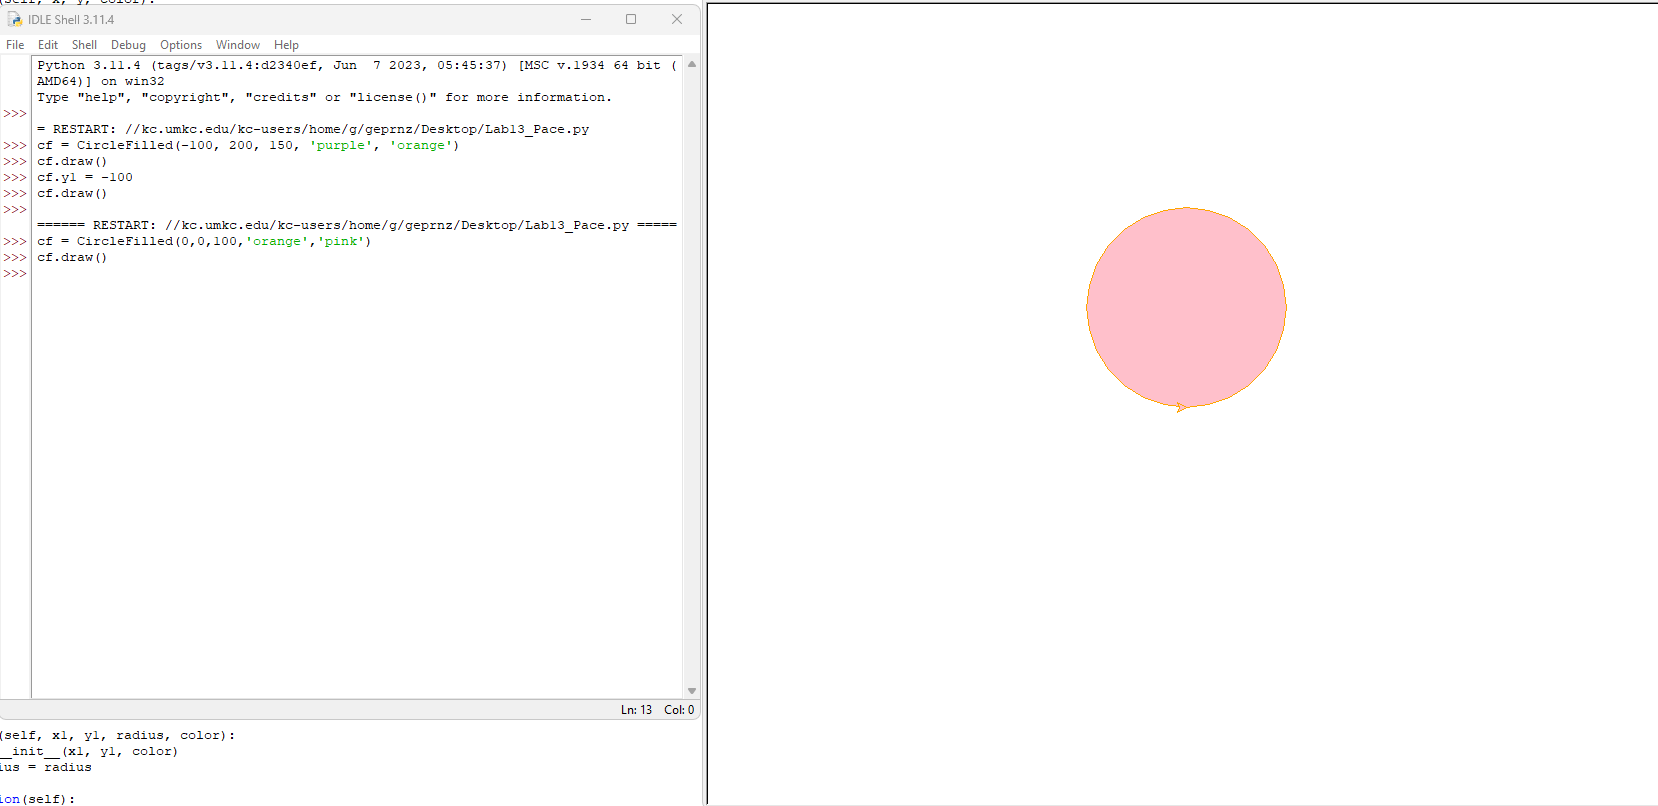 (self, x, y, color):
IDLE Shell 3.11.4
File Edit Shell Debug Options Window Help
Python 3.11.4 (tags/v3.11.4:d2340ef, Jun  7 2023, 05:45:37) [MSC v.1934 64 bit (
AMD64)] on win32
Type "help", "copyright", "credits" or "license()" for more information.
>>>
= RESTART: //kc.umkc.edu/kc-users/home/g/geprnz/Desktop/Lab13_Pace.py
>>> cf = CircleFilled(-100, 200, 150, 'purple', 'orange')
>>> cf.draw()
>>> cf.y1 = -100
>>> cf.draw()
>>>
====== RESTART: //kc.umkc.edu/kc-users/home/g/geprnz/Desktop/Lab13_Pace.py =====
>>> cf = CircleFilled(0,0,100,'orange','pink')
>>> cf.draw()
>>>
Ln: 13 Col: 0
(self, x1, y1, radius, color):
__init__(x1, y1, color)
ius = radius
ion(self):